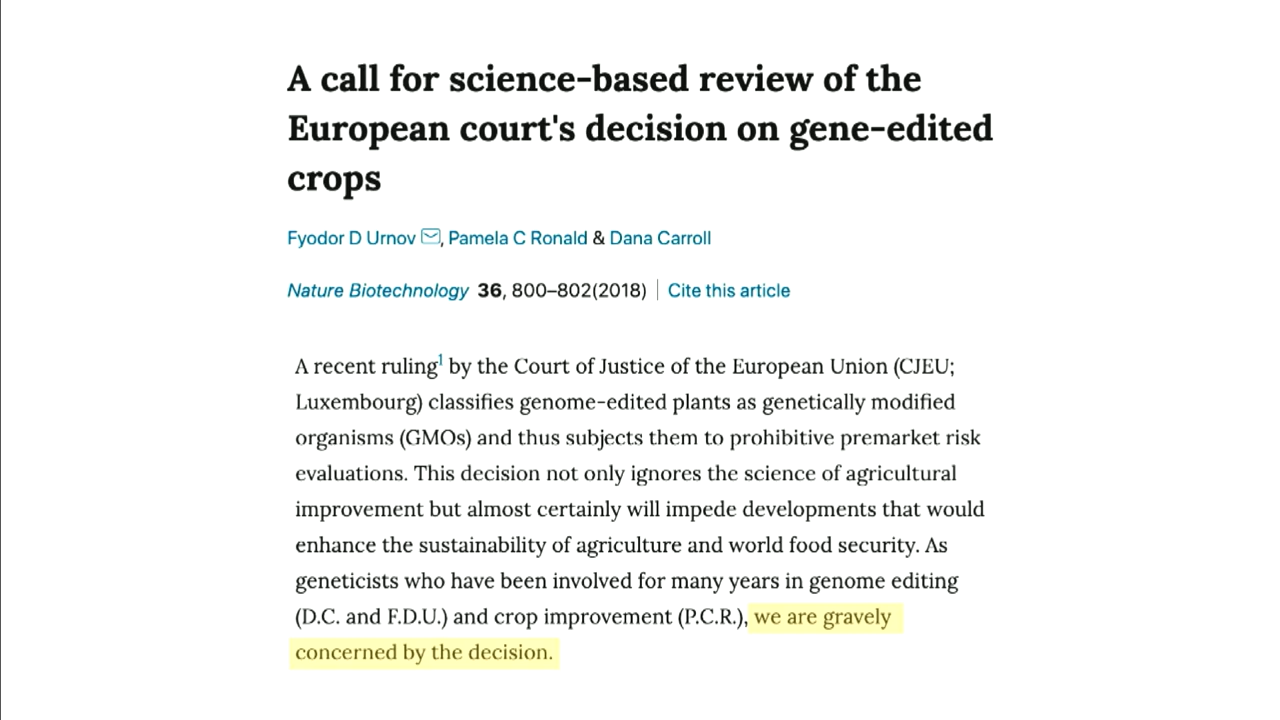 A call for science-based review of the
European court's decision on gene-edited
crops
Fyodor D Urnov, Pamela C Ronald & Dana Carroll
Nature Biotechnology 36, 800–802(2018) | Cite this article
A recent ruling1 by the Court of Justice of the European Union (CJEU;
Luxembourg) classifies genome-edited plants as genetically modified
organisms (GMOs) and thus subjects them to prohibitive premarket risk
evaluations. This decision not only ignores the science of agricultural
improvement but almost certainly will impede developments that would
enhance the sustainability of agriculture and world food security. As
geneticists who have been involved for many years in genome editing
(D.C. and F.D.U.) and crop improvement (P.C.R.), we are gravely
concerned by the decision.